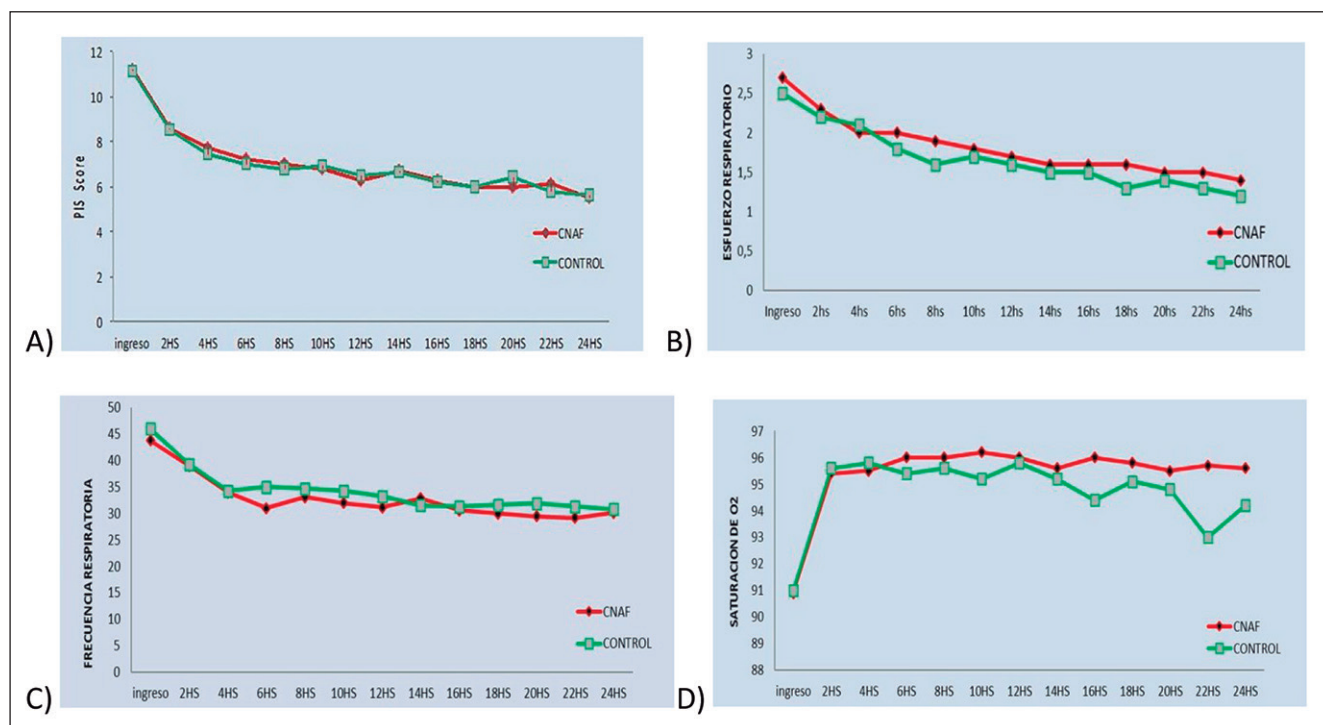 A)
PIS Score
12
10
8
6
4
2
0
ingreso 2HS 4HS 6HS 8HS 10HS 12HS 14HS 16HS 18HS 20HS 22HS 24HS
CNAF
CONTROL
B)
ESFUERZO RESPIRATORIO
3
2,5
2
1,5
1
0,5
0
Ingreso 2hs 4hs 6hs 8hs 10hs 12hs 14hs 16hs 18hs 20hs 22hs 24hs
CNAF
CONTROL
C)
FRECUENCIA RESPIRATORIA
50
45
40
35
30
25
20
15
10
5
0
ingreso 2HS 4HS 6HS 8HS 10HS 12HS 14HS 16HS 18HS 20HS 22HS 24HS
CNAF
CONTROL
D)
SATURACION DE O2
97
96
95
94
93
92
91
90
89
88
ingreso 2HS 4HS 6HS 8HS 10HS 12HS 14HS 16HS 18HS 20HS 22HS 24HS
CNAF
CONTROL